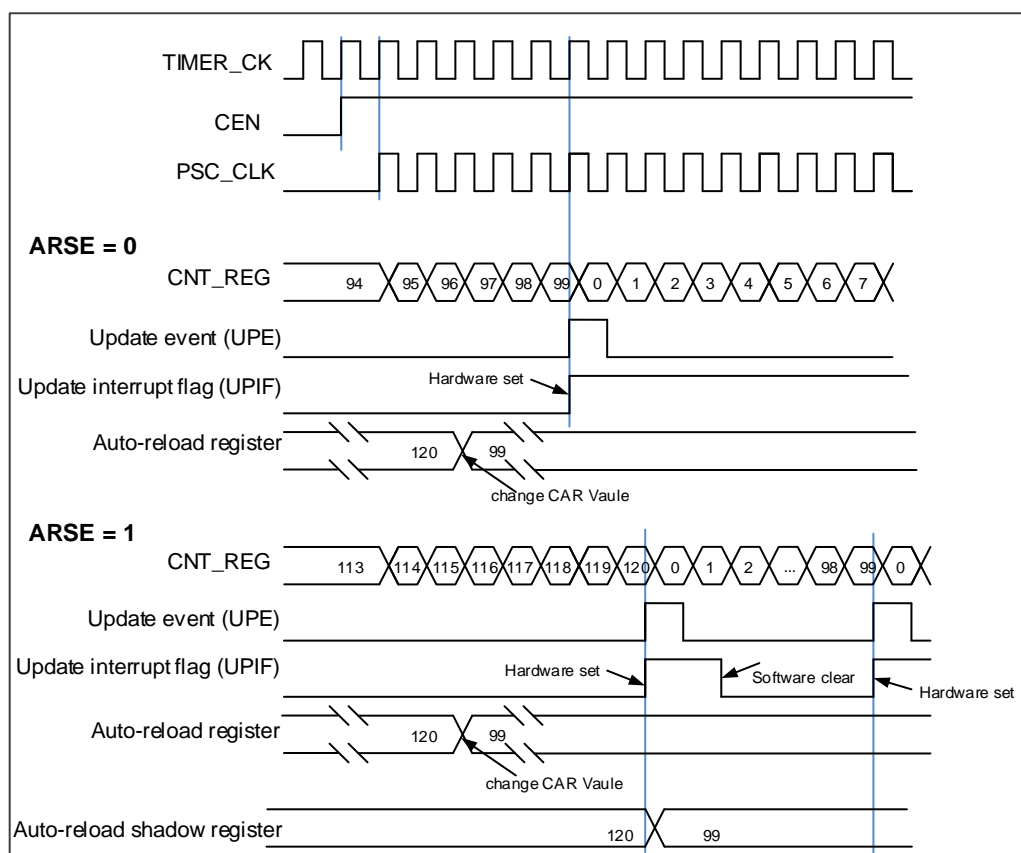 TIMER_CK
CEN
PSC_CLK
ARSE = 0
CNT_REG 94 95 96 97 98 99 0 1 2 3 4 5 6 7
Update event (UPE)
Update interrupt flag (UPIF) Hardware set
Auto-reload register 120 99
change CAR Vaule
ARSE = 1
CNT_REG 113 114 115 116 117 118 119 120 0 1 2 ... 98 99 0
Update event (UPE)
Update interrupt flag (UPIF) Hardware set Software clear Hardware set
Auto-reload register 120 99
change CAR Vaule
Auto-reload shadow register 120 99